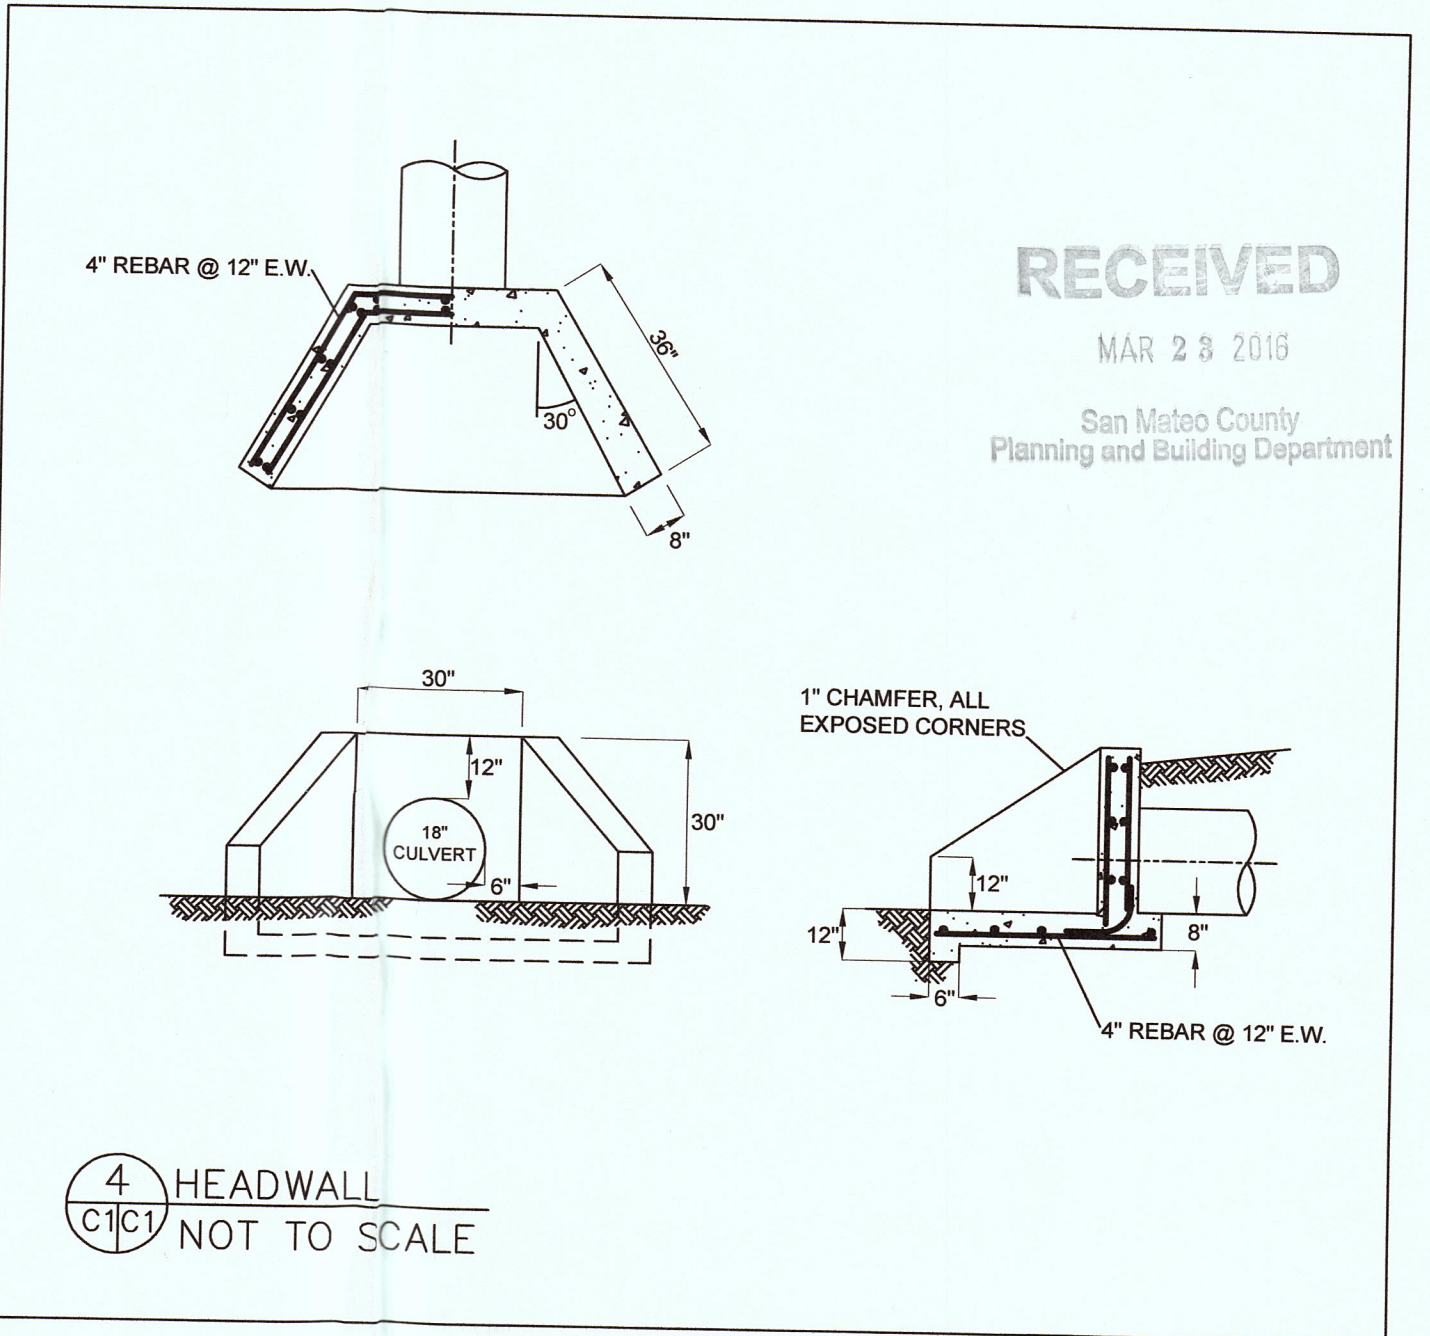 4" REBAR @ 12" E.W.
36"
30°
8"
RECEIVED
MAR 23 2016
San Mateo County
Planning and Building Department
30"
12"
18"
CULVERT
6"
30"
1" CHAMFER, ALL
EXPOSED CORNERS
12"
12"
8"
6"
4" REBAR @ 12" E.W.
4
C1 C1
HEADWALL
NOT TO SCALE